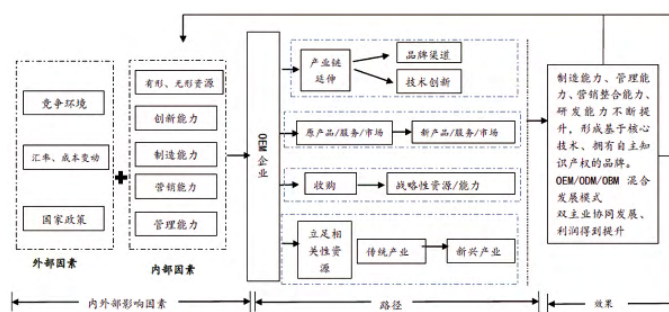 竞争环境
汇率、成本变动
国家政策
外部因素
有形、无形资源
创新能力
制造能力
营销能力
管理能力
内部因素
OEM 企业
产业链
延伸
品牌渠道
技术创新
原产品/服务/市场
新产品/服务/市场
收购
战略性资源/能力
立足相
关性资
源
传统产业
新兴产业
制造能力、管理能
力、营销整合能力、
研发能力不断提
升，形成基于核心
技术、拥有自主知
识产权的品牌。
OEM/ODM/OBM 混合
发展模式
双主业协同发展、
利润得到提升
内外部影响因素
路径
效果